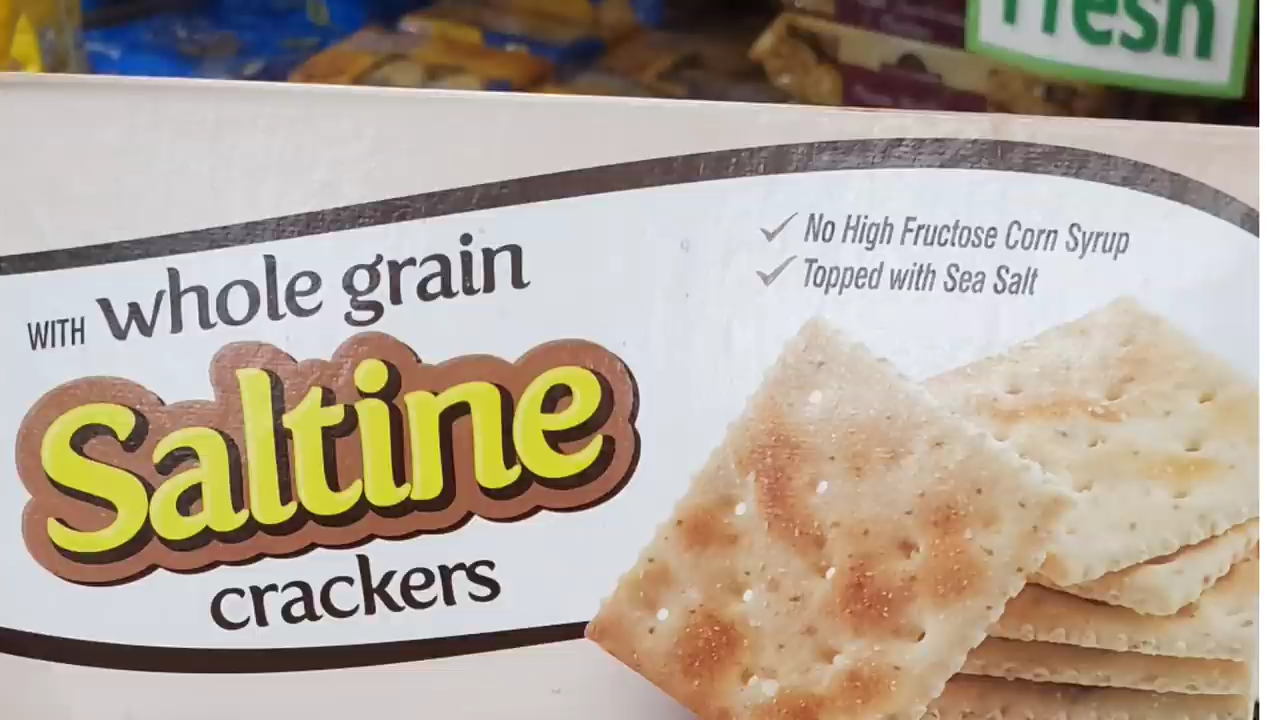 fresh
WITH whole grain
Saltine
crackers
No High Fructose Corn Syrup
Topped with Sea Salt